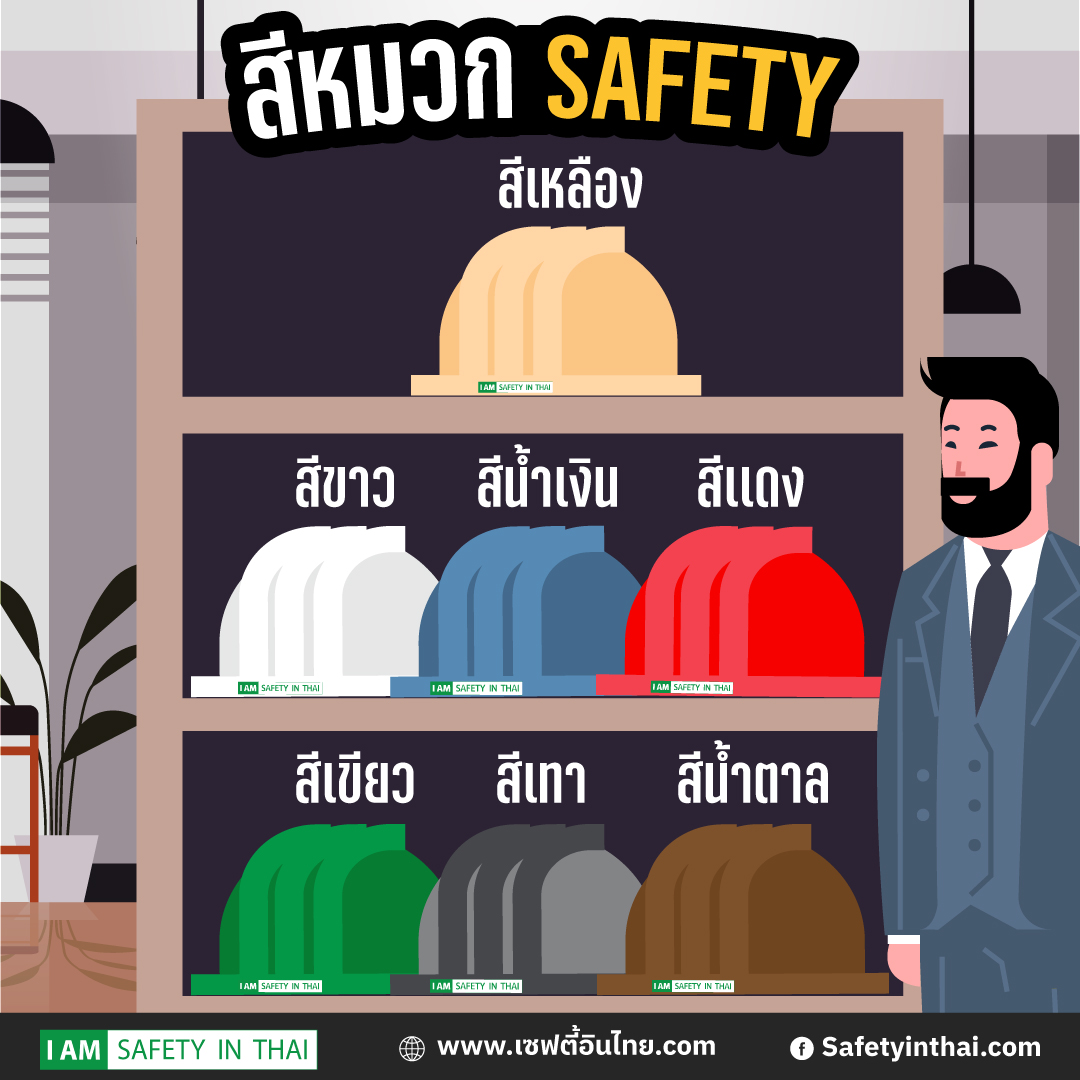 สีหมวก SAFETY
สีเหลือง
I AM SAFETY IN THAI
สีขาว สีน้ำเงิน สีแดง
I AM SAFETY IN THAI I AM SAFETY IN THAI I AM SAFETY IN THAI
สีเขียว สีเทา สีน้ำตาล
I AM SAFETY IN THAI I AM SAFETY IN THAI I AM SAFETY IN THAI
I AM SAFETY IN THAI www.เซฟตี้อินไทย.com Safetyinthai.com